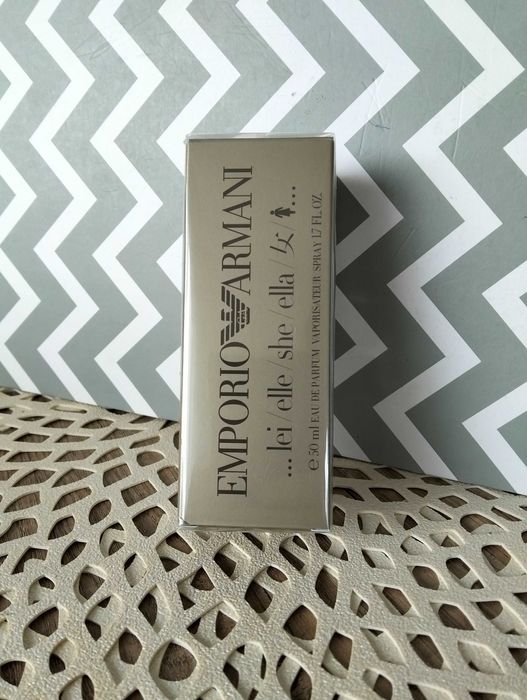 EMPORIO ARMANI
...lei/elle/she/ella/女/...
℮ 50 ml EAU DE PARFUM VAPORISATEUR SPRAY 1.7 FL. OZ